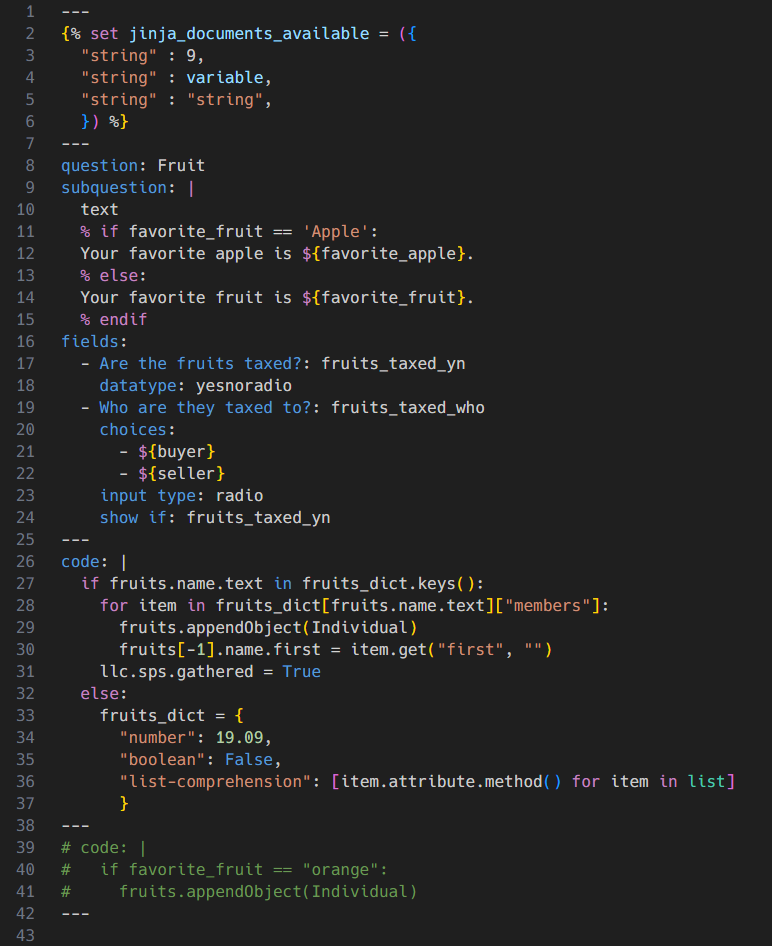 1 ---
2 {% set jinja_documents_available = ({
3   "string" : 9,
4   "string" : variable,
5   "string" : "string",
6   }) %}
7 ---
8 question: Fruit
9 subquestion: |
10   text
11   % if favorite_fruit == 'Apple':
12   Your favorite apple is ${favorite_apple}.
13   % else:
14   Your favorite fruit is ${favorite_fruit}.
15   % endif
16 fields:
17   - Are the fruits taxed?: fruits_taxed_yn
18     datatype: yesnoradio
19   - Who are they taxed to?: fruits_taxed_who
20     choices:
21       - ${buyer}
22       - ${seller}
23     input type: radio
24     show if: fruits_taxed_yn
25 ---
26 code: |
27   if fruits.name.text in fruits_dict.keys():
28     for item in fruits_dict[fruits.name.text]["members"]:
29       fruits.appendObject(Individual)
30       fruits[-1].name.first = item.get("first", "")
31     llc.sps.gathered = True
32   else:
33     fruits_dict = {
34       "number": 19.09,
35       "boolean": False,
36       "list-comprehension": [item.attribute.method() for item in list]
37       }
38 ---
39 # code: |
40 #   if favorite_fruit == "orange":
41 #     fruits.appendObject(Individual)
42 ---
43